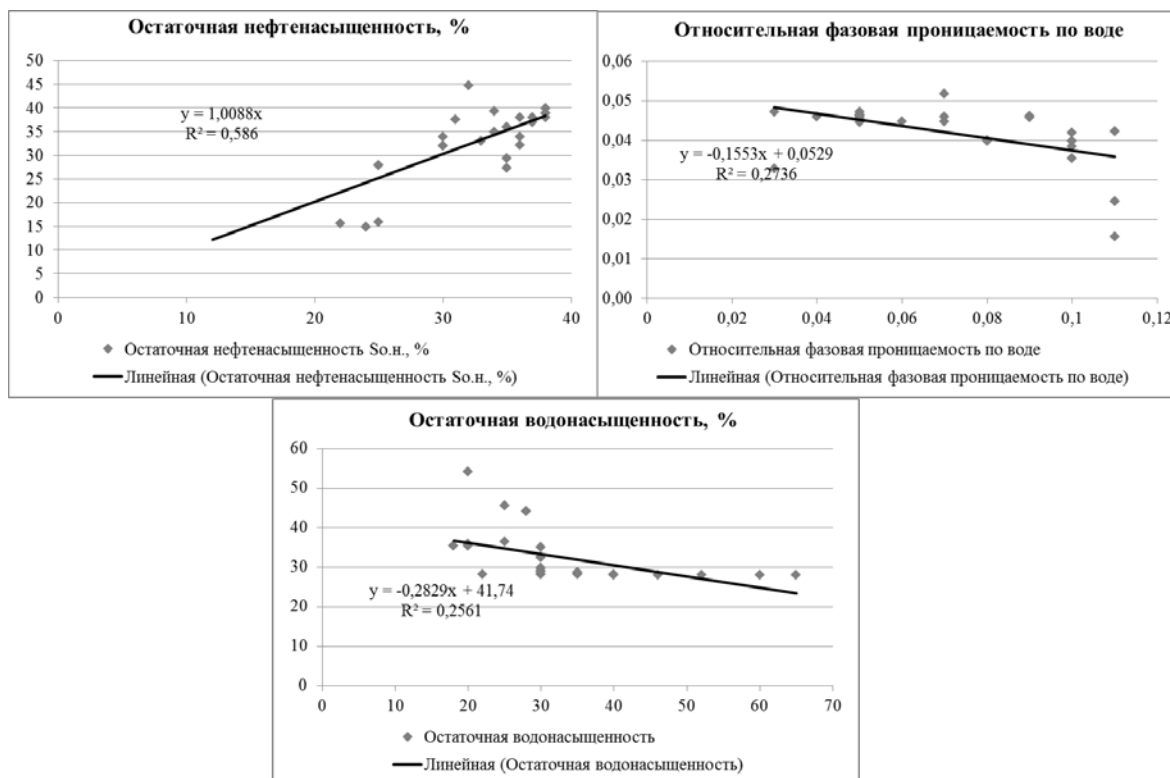 Остаточная нефтенасыщенность, %
50
45
40
35
30
25
20
15
10
5
0
y = 1,0088x
R² = 0,586
0 10 20 30 40
Остаточная нефтенасыщенность Sо.н., %
Линейная (Остаточная нефтенасыщенность Sо.н., %)
Относительная фазовая проницаемость по воде
0,06
0,05
0,04
0,03
0,02
0,01
0,00
y = -0,1553x + 0,0529
R² = 0,2736
0 0,02 0,04 0,06 0,08 0,1 0,12
Относительная фазовая проницаемость по воде
Линейная (Относительная фазовая проницаемость по воде)
Остаточная водонасыщенность, %
60
50
40
30
20
10
0
y = -0,2829x + 41,74
R² = 0,2561
0 10 20 30 40 50 60 70
Остаточная водонасыщенность
Линейная (Остаточная водонасыщенность)